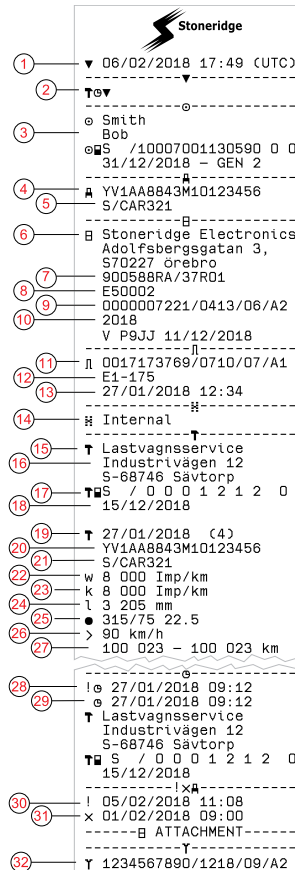 Stoneridge
1 ▼ 06/02/2018 17:49 (UTC)
2
3 Smith
Bob
S /1000700113059​0 0 0
31/12/2018 – GEN 2
4 YV1AA8843M10123456
5 S/CAR321
6 Stoneridge Electronics
Adolfsbergsgatan 3,
S70227 örebro
7 900588RA/37R01
8 E50002
9 0000007221/0413/06/A2
10 2018
V P9JJ 11/12/2018
11 0017173769/0710/07/A1
12 E1-175
13 27/01/2018 12:34
14 Internal
15 Lastvagnsservice
16 Industrivägen 12
S-68746 Sävtorp
17 S / 0 0 0 1 2 1 2 0
18 15/12/2018
19 27/01/2018 (4)
20 YV1AA8843M10123456
21 S/CAR321
22 w 8 000 Imp/km
23 k 8 000 Imp/km
24 l 3 205 mm
25 ● 315/75 22.5
26 > 90 km/h
27 100 023 – 100 023 km
28 ! 27/01/2018 09:12
29 27/01/2018 09:12
Lastvagnsservice
Industrivägen 12
S-68746 Sävtorp
S / 0 0 0 1 2 1 2 0
15/12/2018
!×
30 ! 05/02/2018 11:08
31 × 01/02/2018 09:00
ATTACHMENT
32 1234567890/1218/09/A2